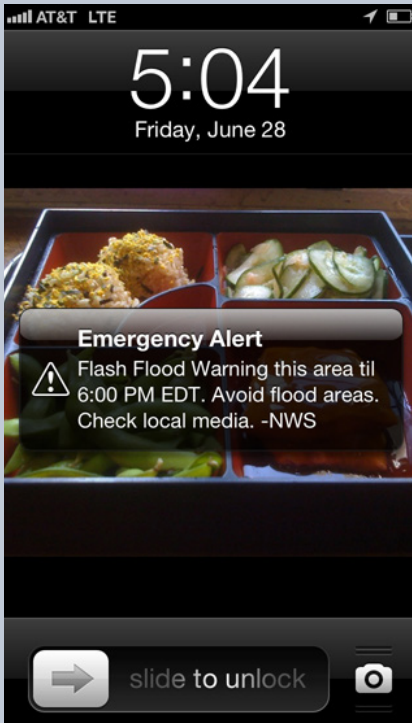 AT&T LTE
5:04
Friday, June 28
Emergency Alert
Flash Flood Warning this area til
6:00 PM EDT. Avoid flood areas.
Check local media. -NWS
slide to unlock